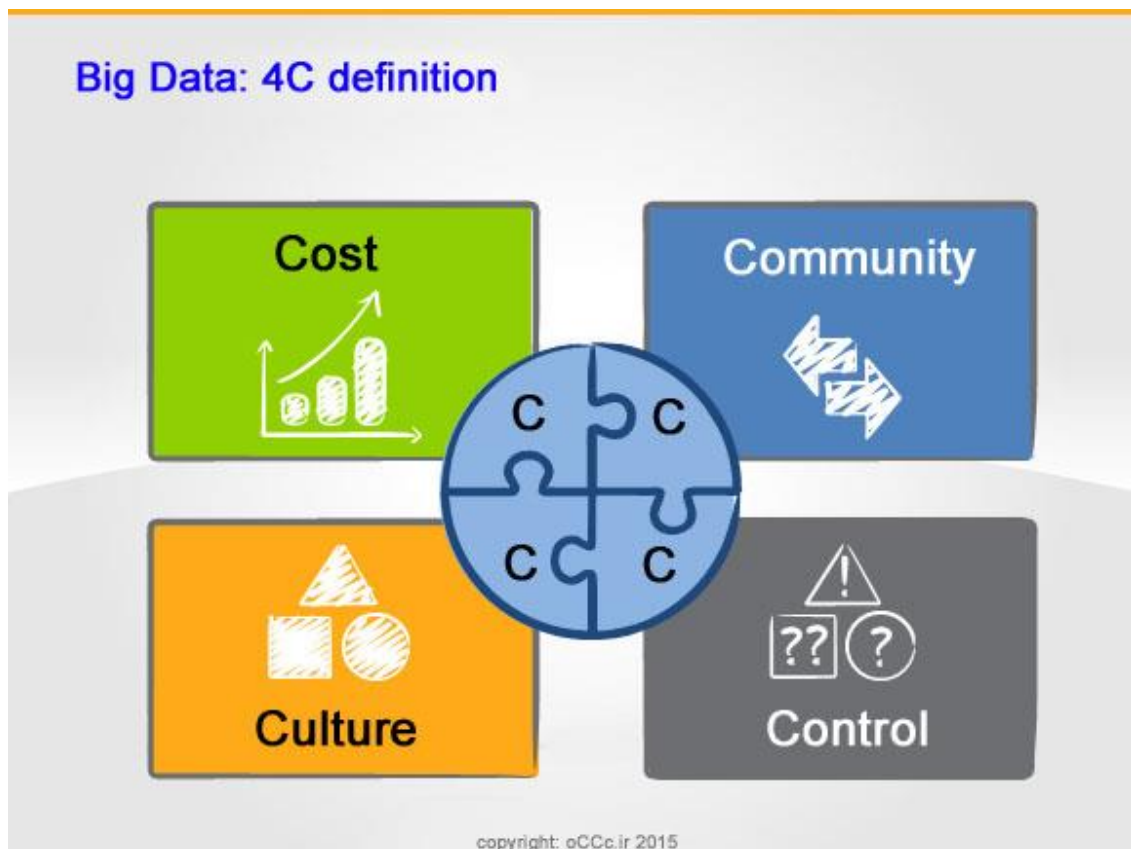 Big Data: 4C definition
Cost
Community
C
C
C
C
!
?? ?
Culture
Control
copyright: oCCc.ir 2015